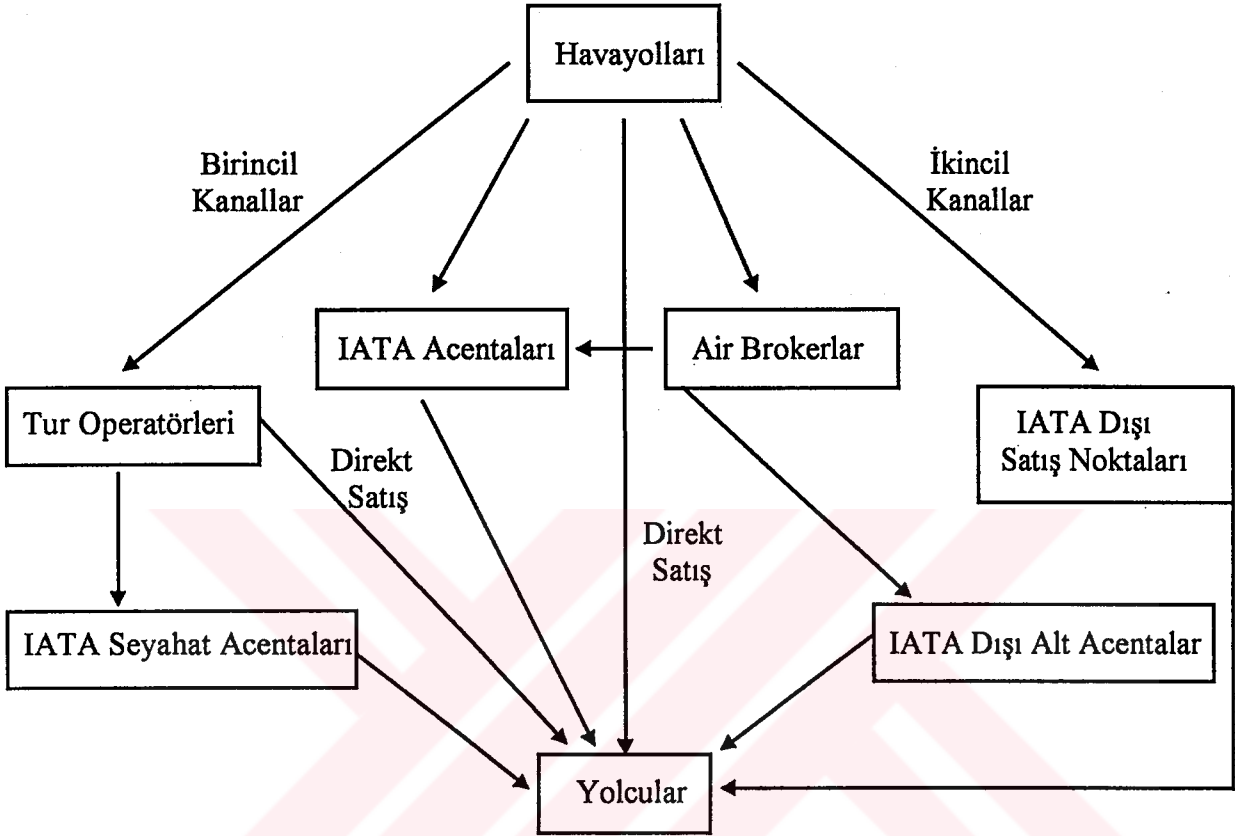 Havayolları
Birincil
Kanallar
İkincil
Kanallar
IATA Acentaları
Air Brokerlar
Tur Operatörleri
IATA Dışı
Satış Noktaları
Direkt
Satış
Direkt
Satış
IATA Seyahat Acentaları
IATA Dışı Alt Acentalar
Yolcular